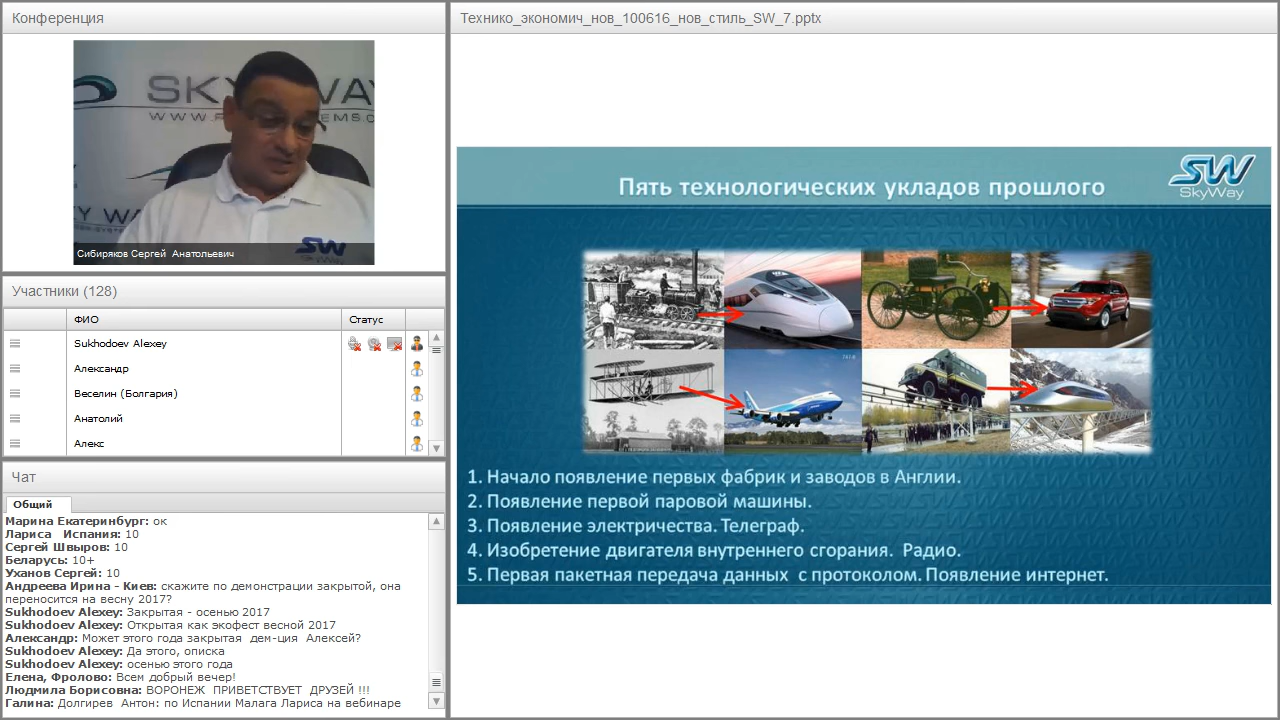 Конференция
SKY WAY
Сибиряков Сергей Анатольевич
SW
Участники (128)
ФИО
Статус
Sukhodoev Alexey
Александр
Веселин (Болгария)
Анатолий
Алекс
Чат
Общий
Марина Екатеринбург: ок
Лариса Испания: 10
Сергей Швыров: 10
Беларусь: 10+
Уханов Сергей: 10
Андреева Ирина - Киев: скажите по демонстрации закрытой, она
переносится на весну 2017?
Sukhodoev Alexey: Закрытая - осенью 2017
Sukhodoev Alexey: Открытая как экофест весной 2017
Александр: Может этого года закрытая дем-ция Алексей?
Sukhodoev Alexey: Да этого, описка
Sukhodoev Alexey: осенью этого года
Елена, Фролово: Всем добрый вечер!
Людмила Борисовна: ВОРОНЕЖ ПРИВЕТСТВУЕТ ДРУЗЕЙ !!!
Галина: Долгирев Антон: по Испании Малага Лариса на вебинаре
Технико_экономич_нов_100616_нов_стиль_SW_7.pptx
Пять технологических укладов прошлого
SW
SkyWay
1. Начало появление первых фабрик и заводов в Англии.
2. Появление первой паровой машины.
3. Появление электричества. Телеграф.
4. Изобретение двигателя внутреннего сгорания. Радио.
5. Первая пакетная передача данных с протоколом. Появление интернет.